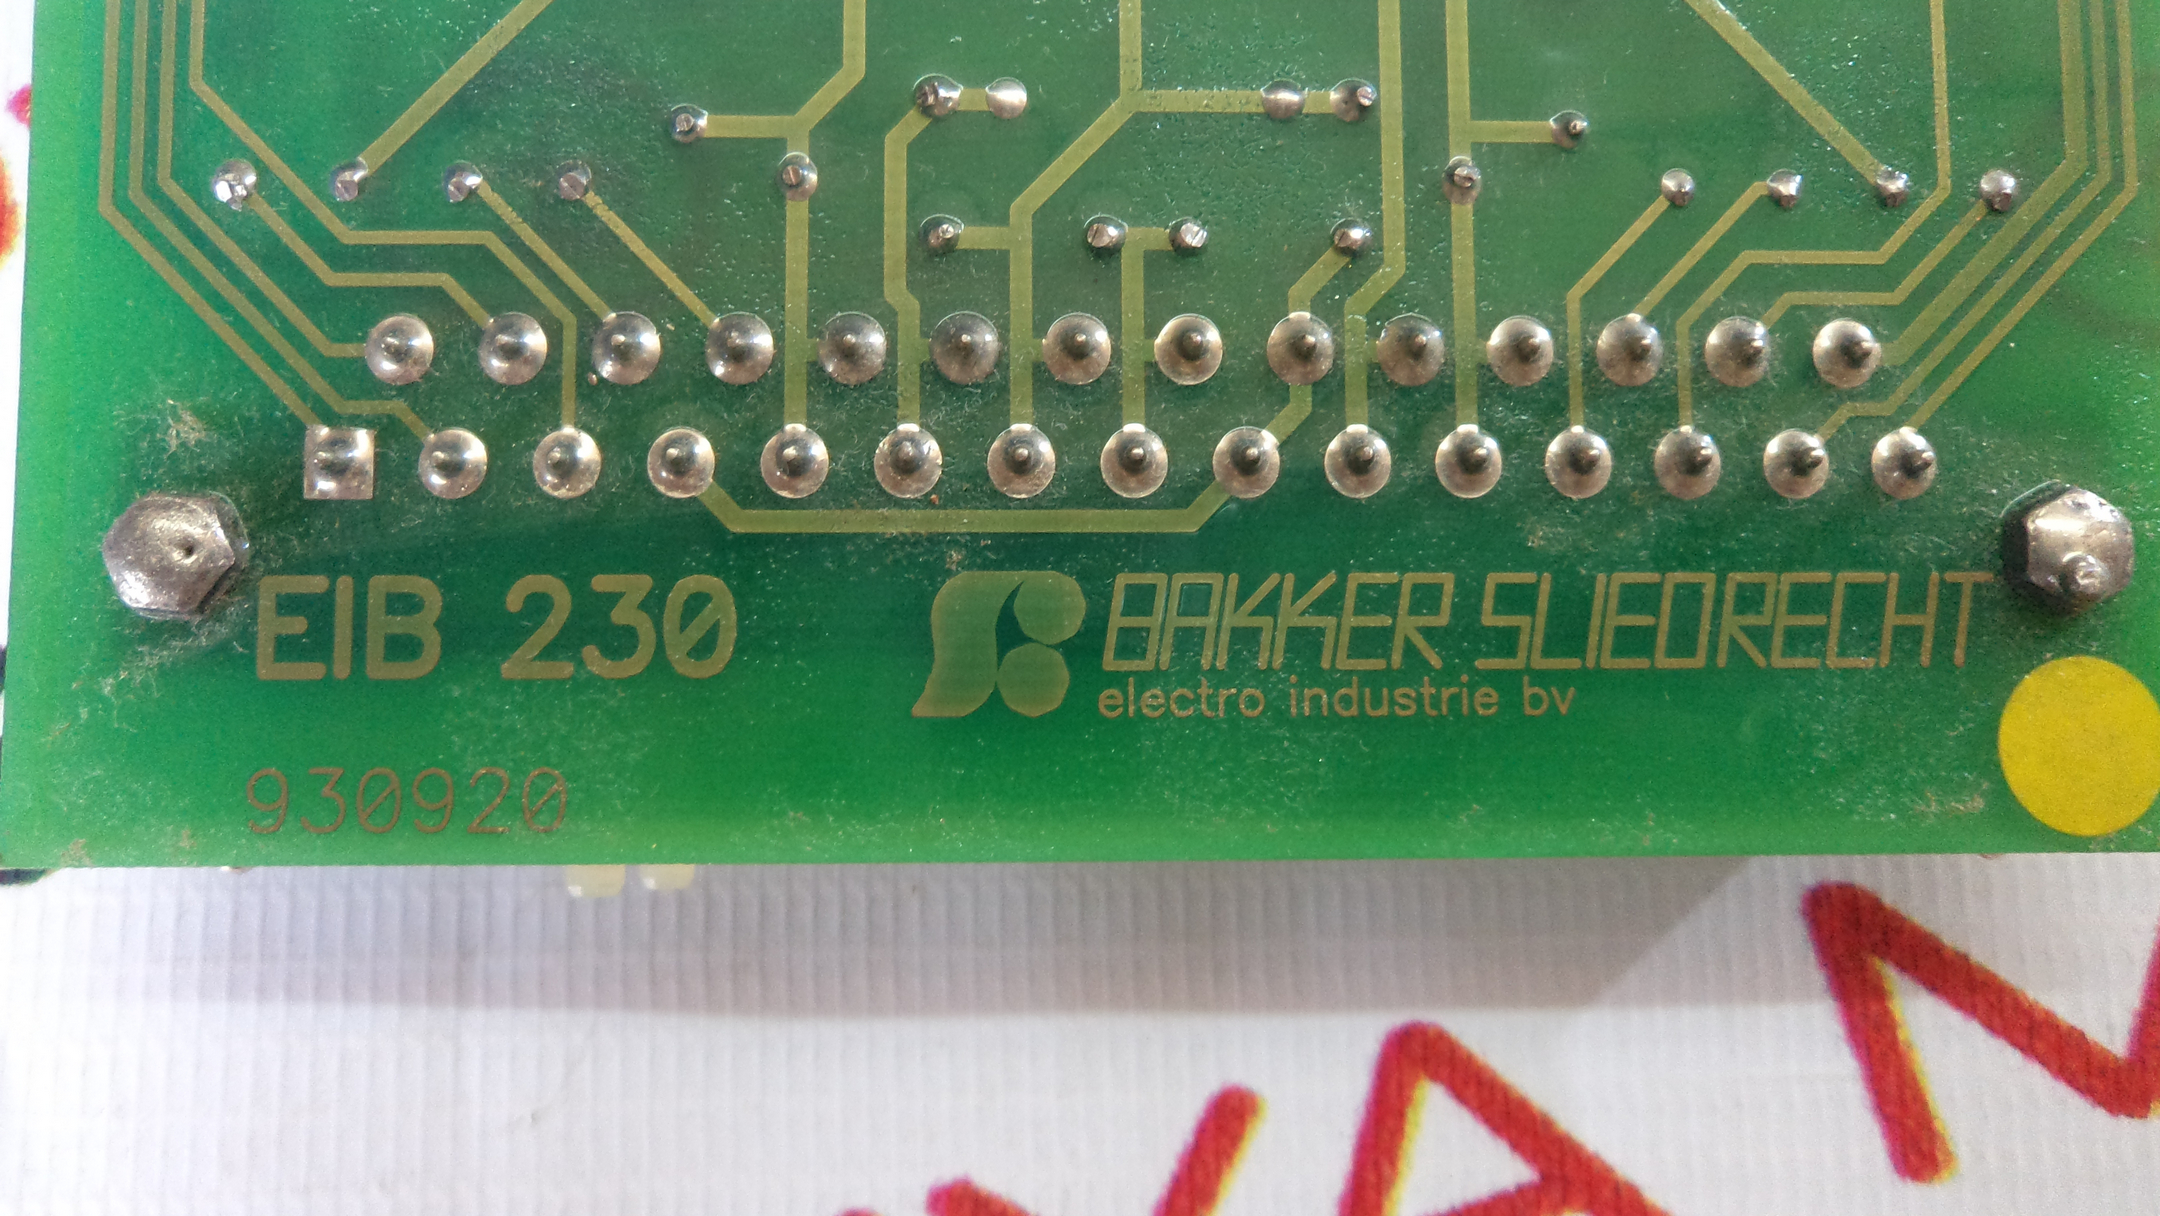 EIB 230
BAKKER SLIEDRECHT
electro industrie bv
930920